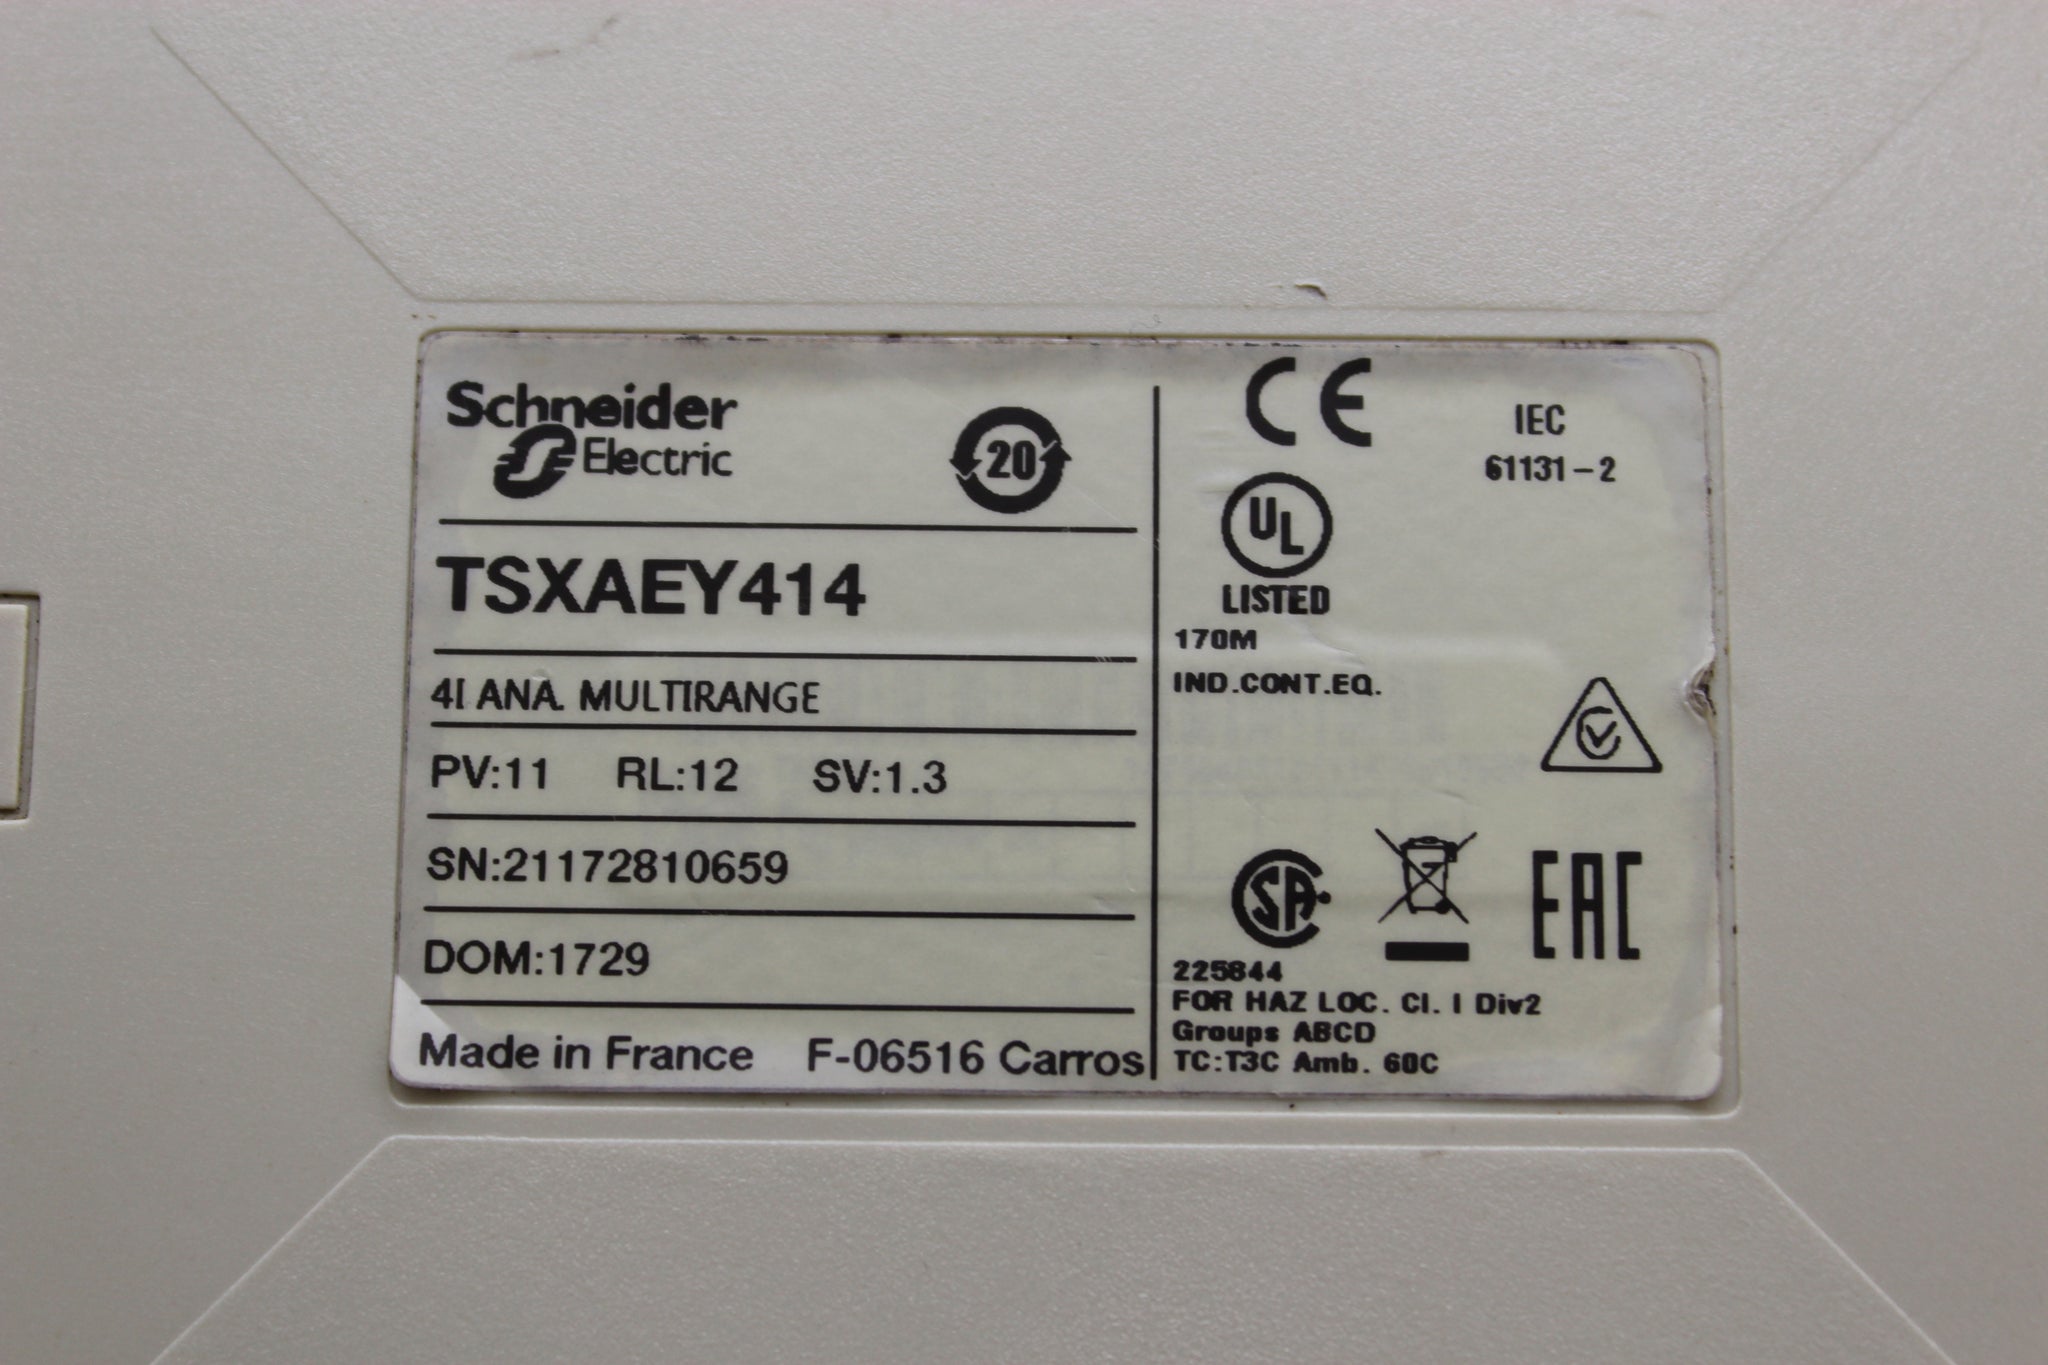 Schneider
Electric
20
TSXAEY414
4I ANA. MULTIRANGE
PV:11 RL:12 SV:1.3
SN:21172810659
DOM:1729
Made in France F-06516 Carros
CE
IEC
61131-2
UL
LISTED
170M
IND.CONT.EQ.
SA
EAC
225844
FOR HAZ LOC. Cl. I Div2
Groups ABCD
TC:T3C Amb. 60C